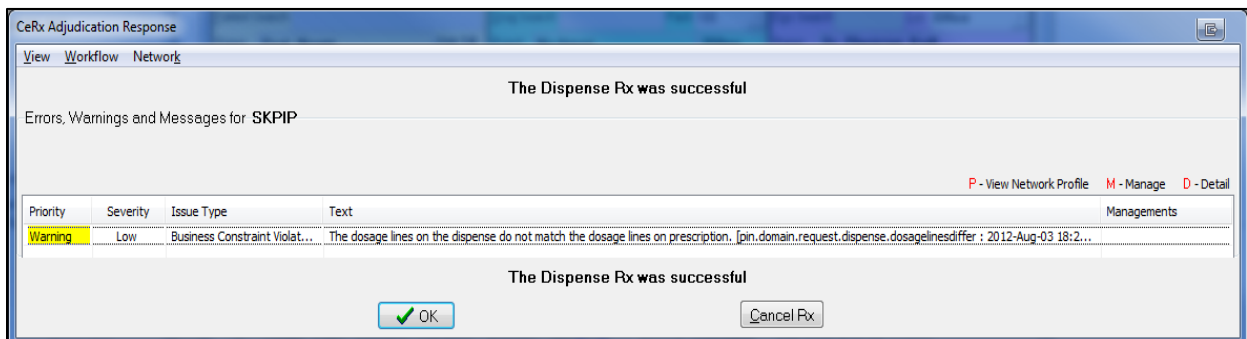 CeRx Adjudication Response
View Workflow Network
The Dispense Rx was successful
Errors, Warnings and Messages for SKPIP
P - View Network Profile M - Manage D - Detail
Priority Severity Issue Type Text Managements
Warning Low Business Constraint Violat... The dosage lines on the dispense do not match the dosage lines on prescription. [pin.domain.request.dispense.dosagelinesdiffer : 2012-Aug-03 18:2...
The Dispense Rx was successful
OK Cancel Rx